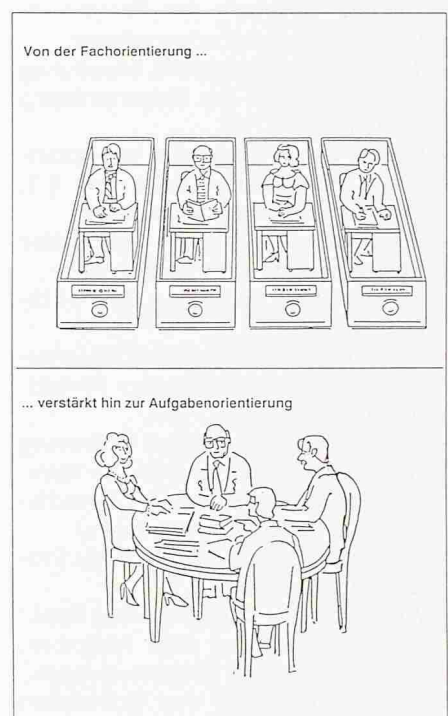 Von der Fachorientierung ...
... verstärkt hin zur Aufgabenorientierung